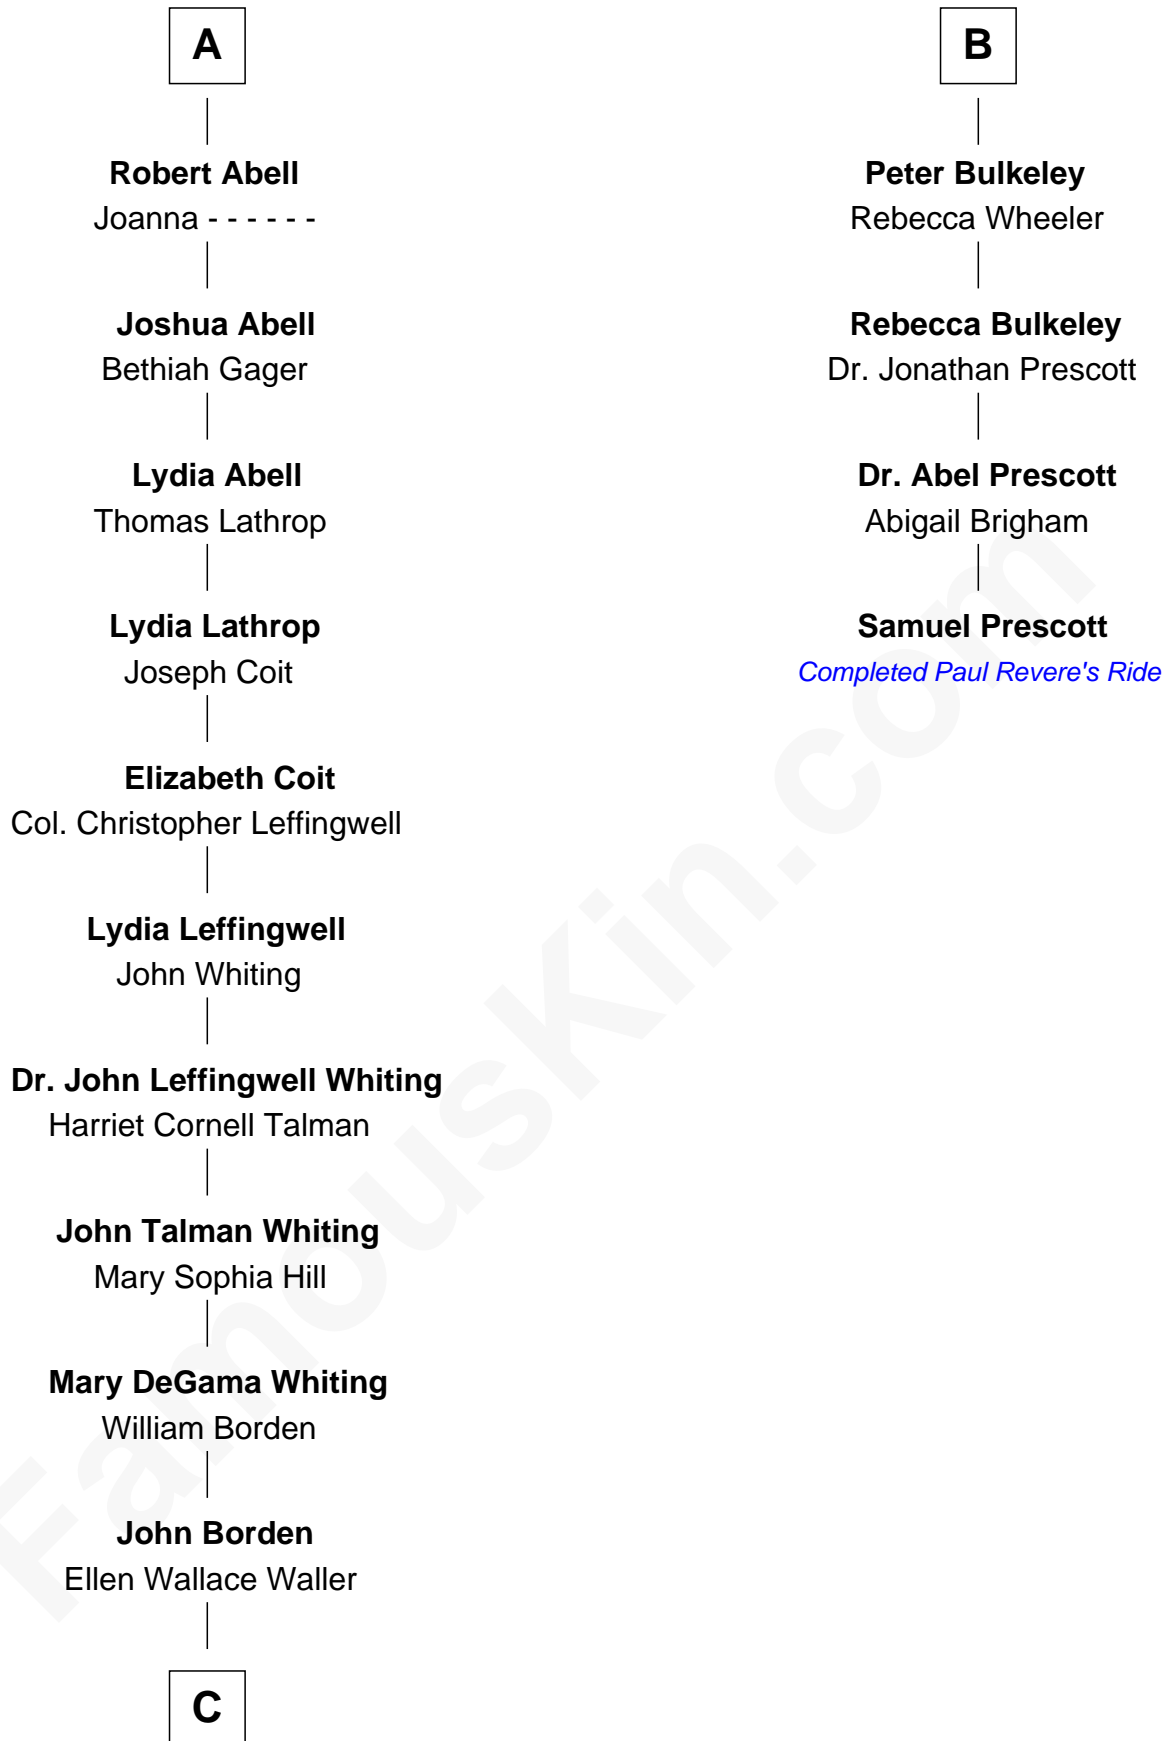 A
Robert Abell
Joanna - - - - - -
Joshua Abell
Bethiah Gager
Lydia Abell
Thomas Lathrop
Lydia Lathrop
Joseph Coit
Elizabeth Coit
Col. Christopher Leffingwell
Lydia Leffingwell
John Whiting
Dr. John Leffingwell Whiting
Harriet Cornell Talman
John Talman Whiting
Mary Sophia Hill
Mary DeGama Whiting
William Borden
John Borden
Ellen Wallace Waller
C
B
Peter Bulkeley
Rebecca Wheeler
Rebecca Bulkeley
Dr. Jonathan Prescott
Dr. Abel Prescott
Abigail Brigham
Samuel Prescott
Completed Paul Revere's Ride
FamousKin.com